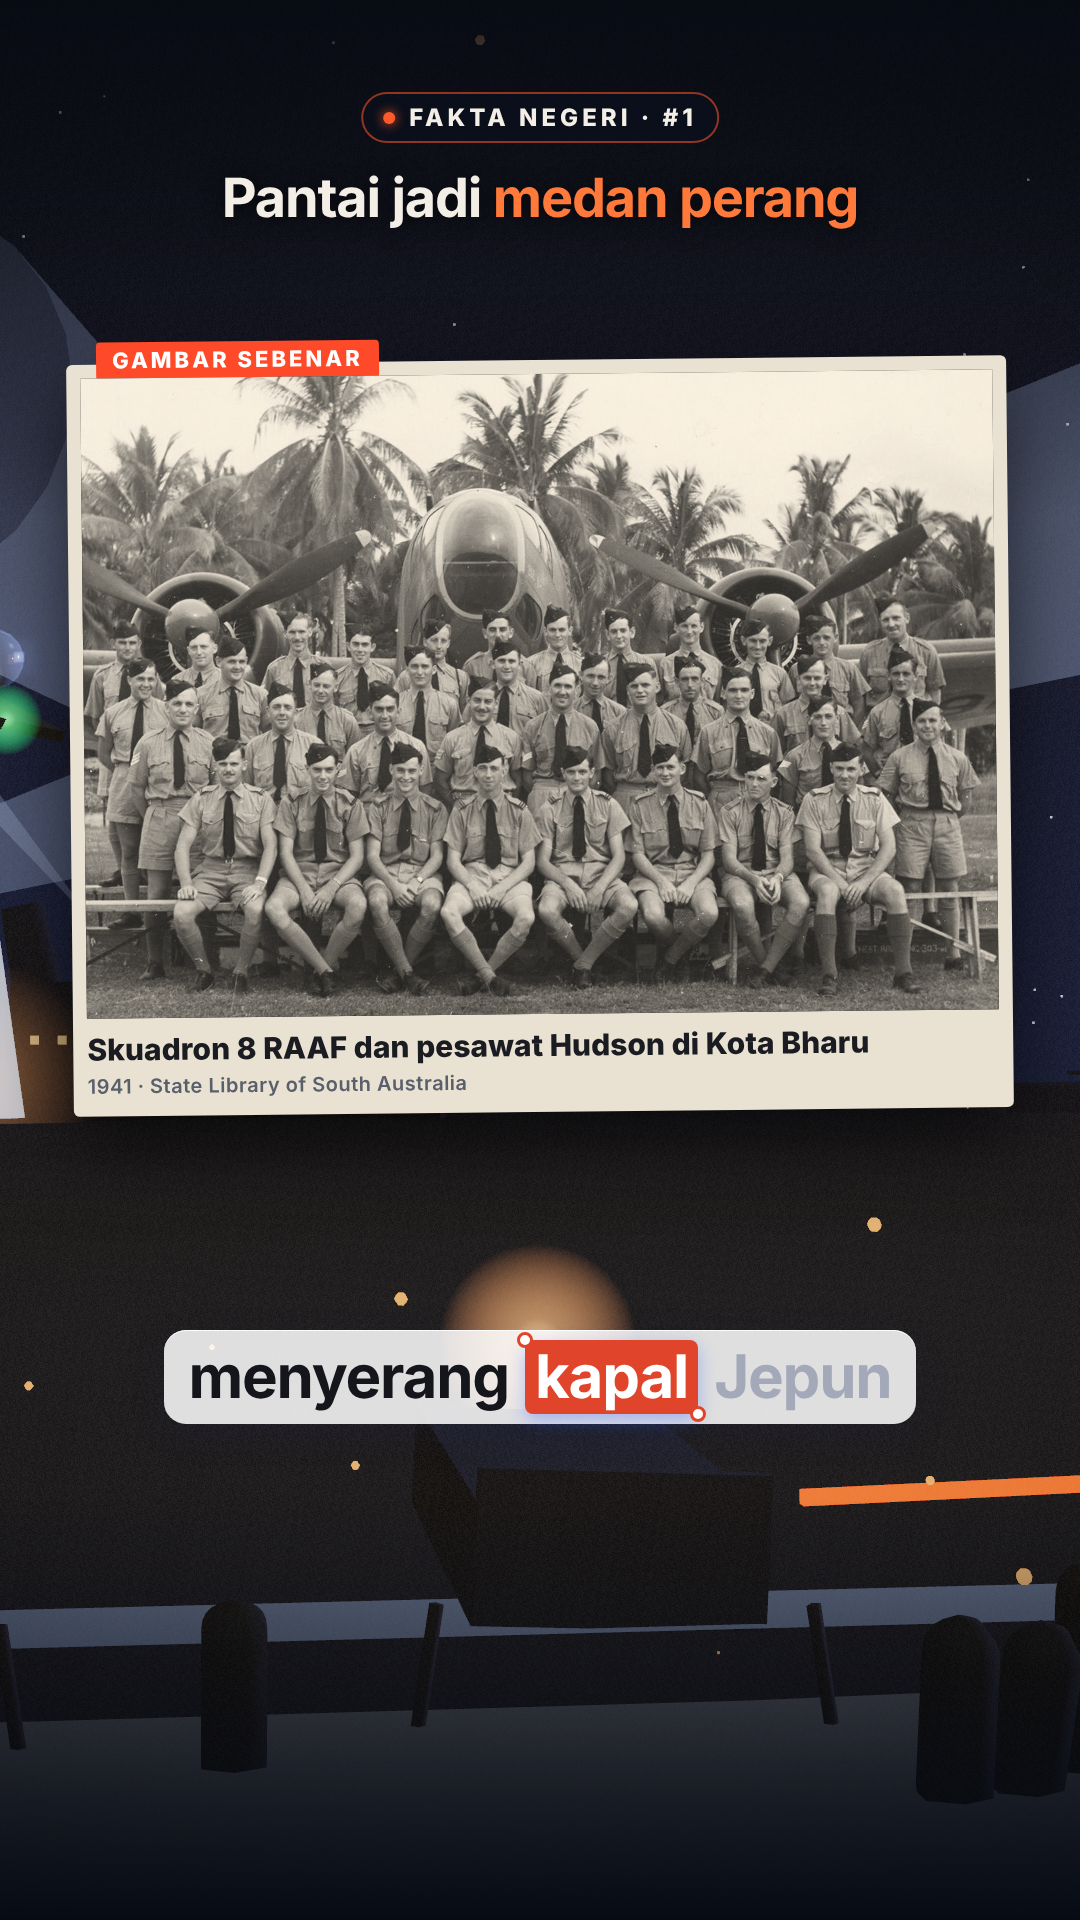 FAKTA NEGERI · #1
Pantai jadi medan perang
GAMBAR SEBENAR
Skuadron 8 RAAF dan pesawat Hudson di Kota Bharu
1941 · State Library of South Australia
menyerang kapal Jepun